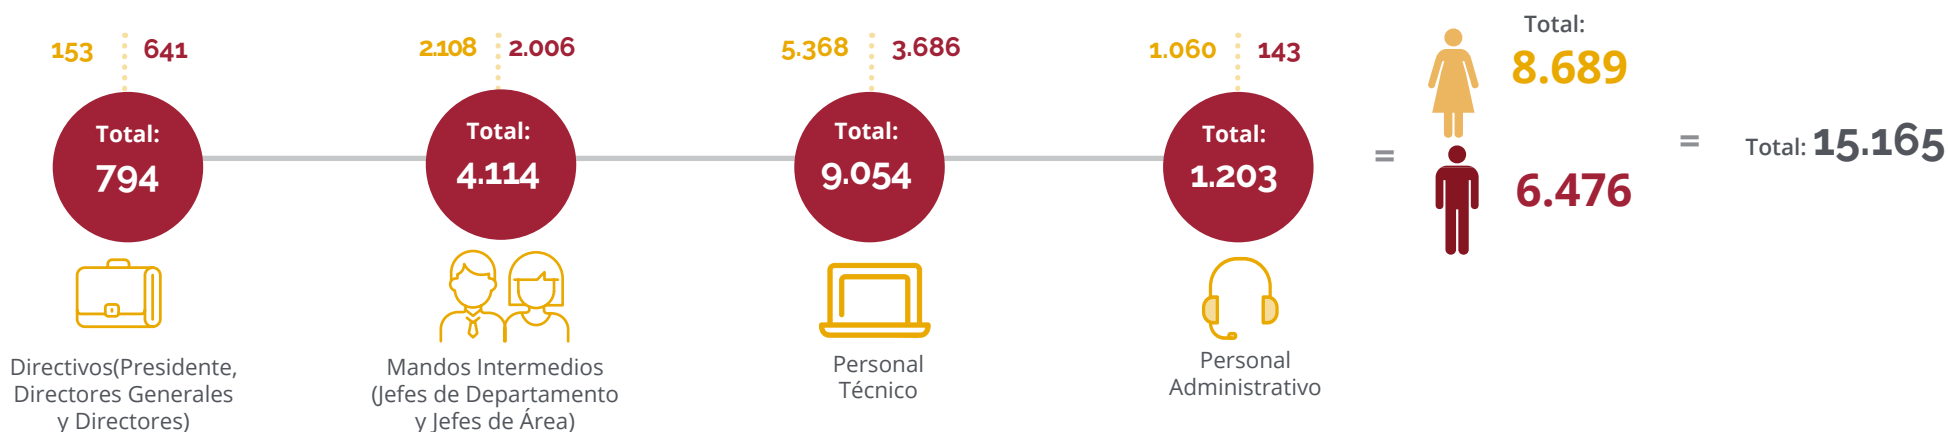 153 641
Total:
794
Directivos(Presidente,
Directores Generales
y Directores)
2.108 2.006
Total:
4.114
Mandos Intermedios
(Jefes de Departamento
y Jefes de Área)
5.368 3.686
Total:
9.054
Personal
Técnico
1.060 143
Total:
1.203
Personal
Administrativo
=
Total:
8.689
6.476
=
Total: 15.165